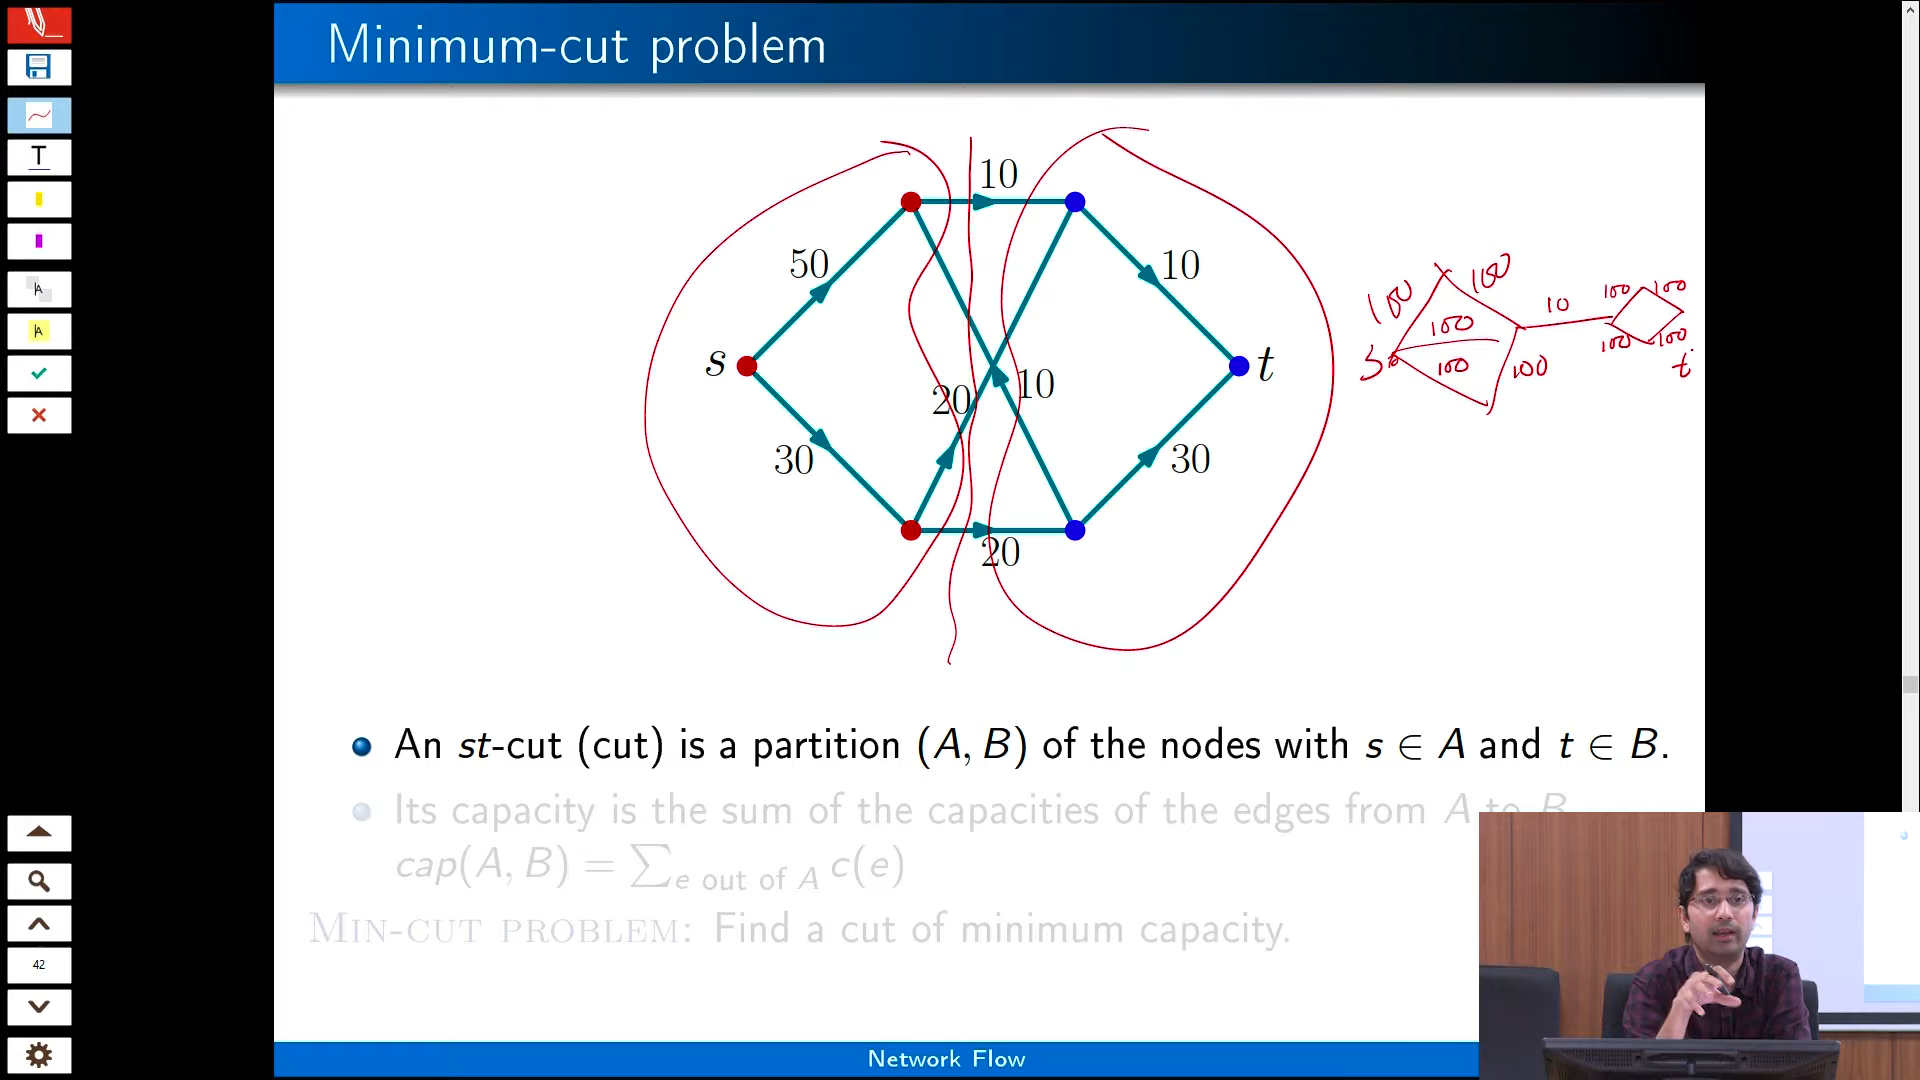 Minimum-cut problem
10
50
10
s
20
10
t
30
30
20
100
100
100
100
100
10
100
100
100
100
S
t
An st-cut (cut) is a partition (A, B) of the nodes with s ∈ A and t ∈ B.
Its capacity is the sum of the capacities of the edges from A to B
cap(A, B) = ∑e out of A c(e)
MIN-CUT PROBLEM: Find a cut of minimum capacity.
Network Flow
T
A
A
42